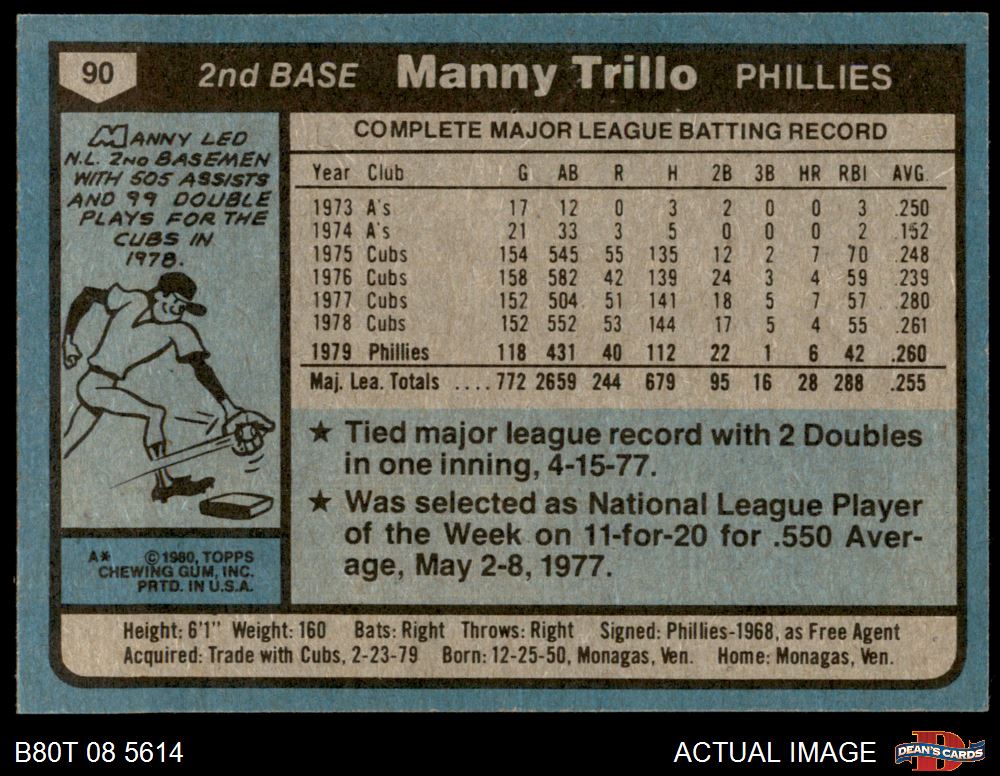 90 2nd BASE Manny Trillo PHILLIES
MANNY LED
N.L. 2ND BASEMEN
WITH 505 ASSISTS
AND 99 DOUBLE
PLAYS FOR THE
CUBS IN
1978.
COMPLETE MAJOR LEAGUE BATTING RECORD
Year Club G AB R H 2B 3B HR RBI AVG.
1973 A's 17 12 0 3 2 0 0 3 .250
1974 A's 21 33 3 5 0 0 0 2 .152
1975 Cubs 154 545 55 135 12 2 7 70 .248
1976 Cubs 158 582 42 139 24 3 4 59 .239
1977 Cubs 152 504 51 141 18 5 7 57 .280
1978 Cubs 152 552 53 144 17 5 4 55 .261
1979 Phillies 118 431 40 112 22 1 6 42 .260
Maj. Lea. Totals .... 772 2659 244 679 95 16 28 288 .255
★ Tied major league record with 2 Doubles
in one inning, 4-15-77.
★ Was selected as National League Player
of the Week on 11-for-20 for .550 Aver-
age, May 2-8, 1977.
A* © 1980, TOPPS
CHEWING GUM, INC.
PRTD. IN U.S.A.
Height: 6'1" Weight: 160 Bats: Right Throws: Right Signed: Phillies-1968, as Free Agent
Acquired: Trade with Cubs, 2-23-79 Born: 12-25-50, Monagas, Ven. Home: Monagas, Ven.
B80T 08 5614 ACTUAL IMAGE DEAN'S CARDS